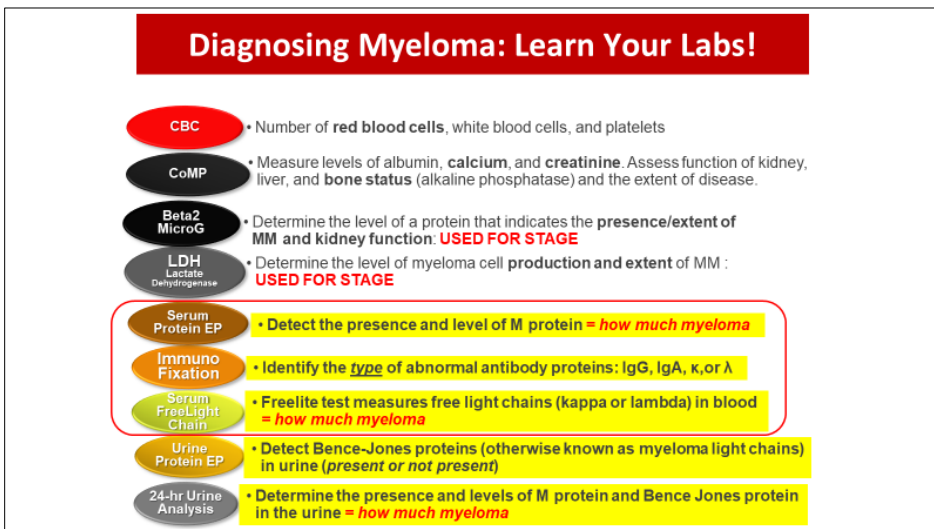 Diagnosing Myeloma: Learn Your Labs!
CBC
• Number of red blood cells, white blood cells, and platelets
CoMP
• Measure levels of albumin, calcium, and creatinine. Assess function of kidney,
liver, and bone status (alkaline phosphatase) and the extent of disease.
Beta2
MicroG
• Determine the level of a protein that indicates the presence/extent of
MM and kidney function: USED FOR STAGE
LDH
Lactate
Dehydrogenase
• Determine the level of myeloma cell production and extent of MM :
USED FOR STAGE
Serum
Protein EP
• Detect the presence and level of M protein = how much myeloma
Immuno
Fixation
• Identify the type of abnormal antibody proteins: IgG, IgA, κ,or λ
Serum
FreeLight
Chain
• Freelite test measures free light chains (kappa or lambda) in blood
= how much myeloma
Urine
Protein EP
• Detect Bence-Jones proteins (otherwise known as myeloma light chains)
in urine (present or not present)
24-hr Urine
Analysis
• Determine the presence and levels of M protein and Bence Jones protein
in the urine = how much myeloma